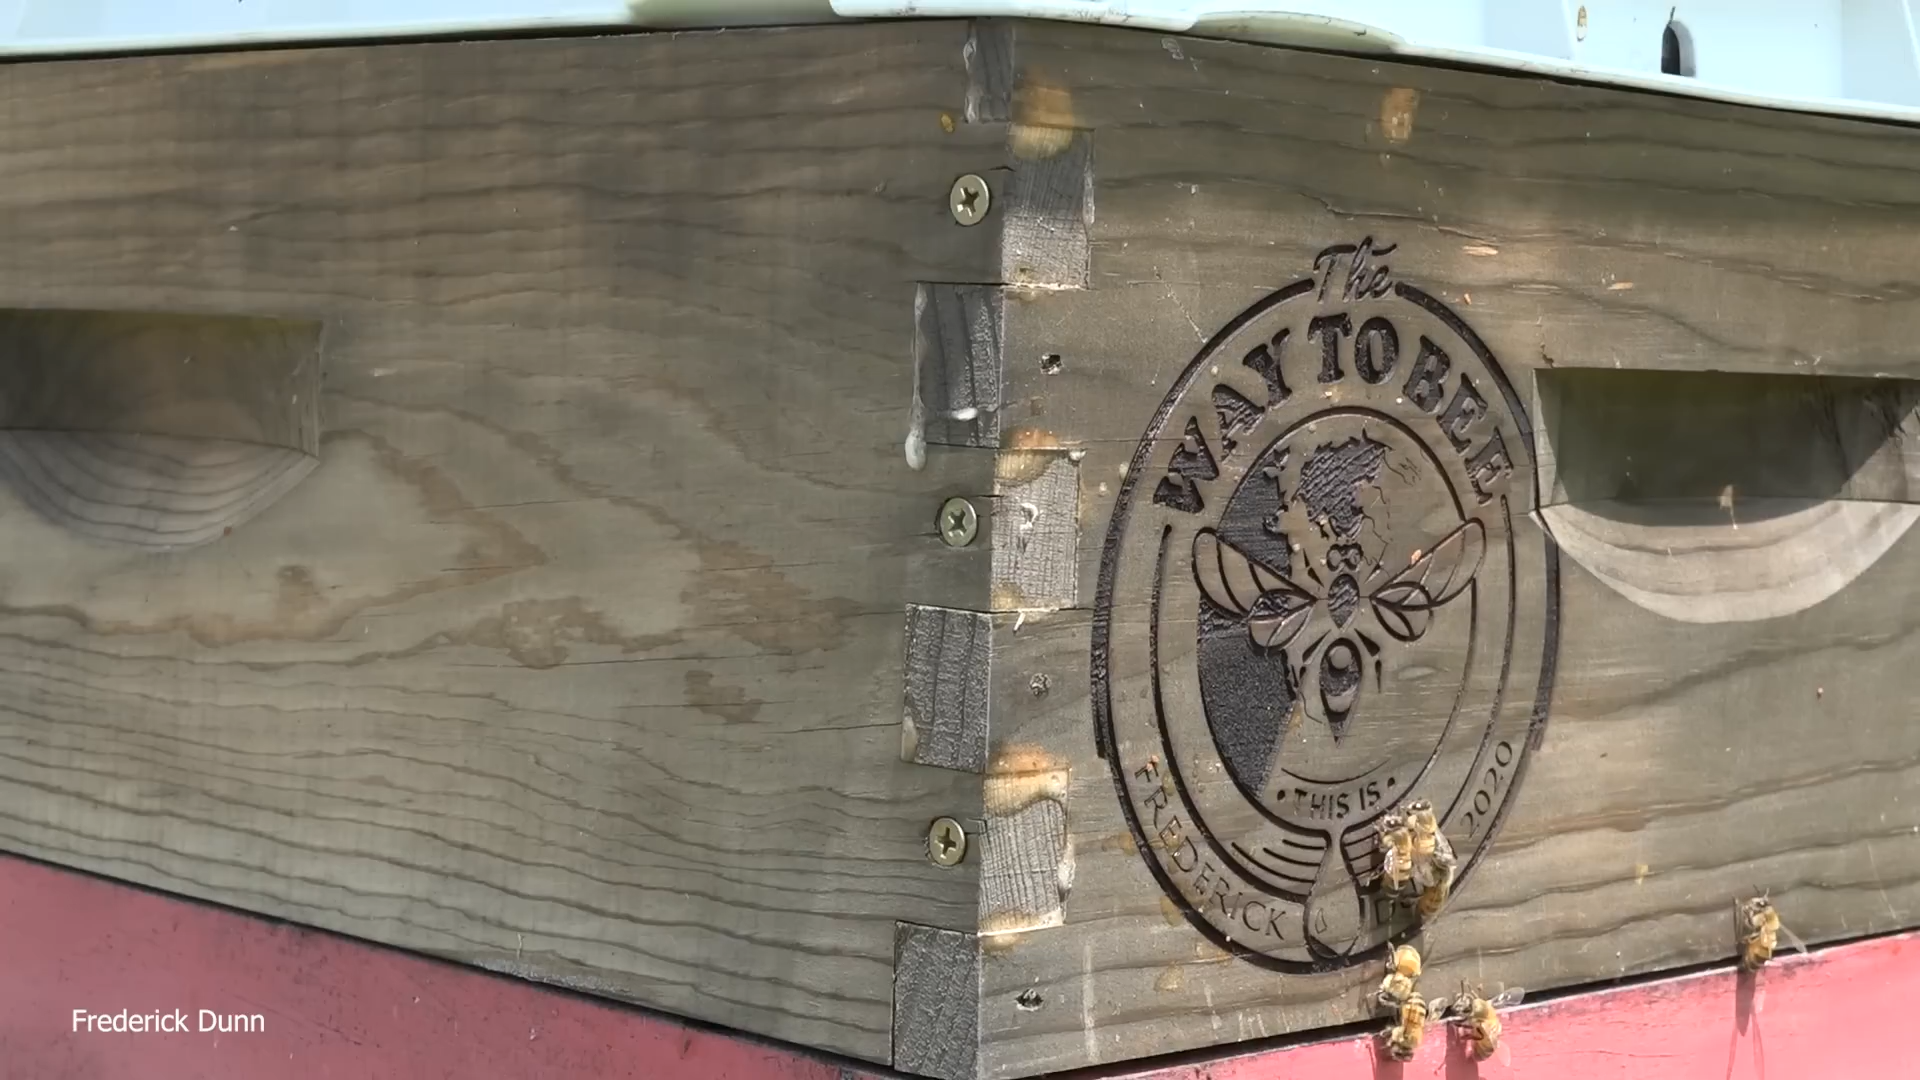 The
WAY TO BEE
THIS IS
FREDERICK
2020
Frederick Dunn